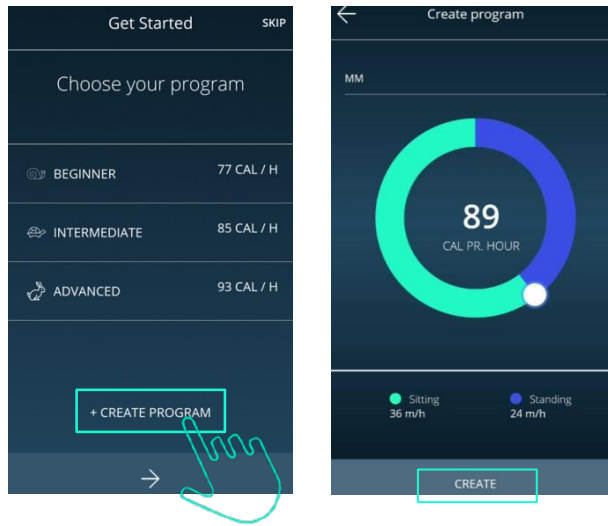 Get Started SKIP
Choose your program
BEGINNER 77 CAL / H
INTERMEDIATE 85 CAL / H
ADVANCED 93 CAL / H
+ CREATE PROGRAM
Create program
MM
89
CAL PR. HOUR
Sitting Standing
36 m/h 24 m/h
CREATE